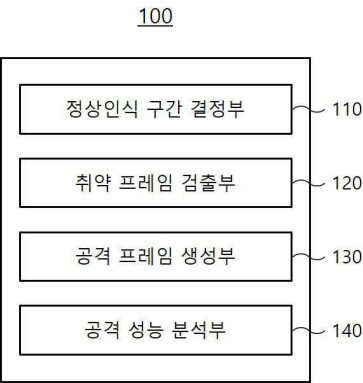 100
정상인식 구간 결정부 110
취약 프레임 검출부 120
공격 프레임 생성부 130
공격 성능 분석부 140